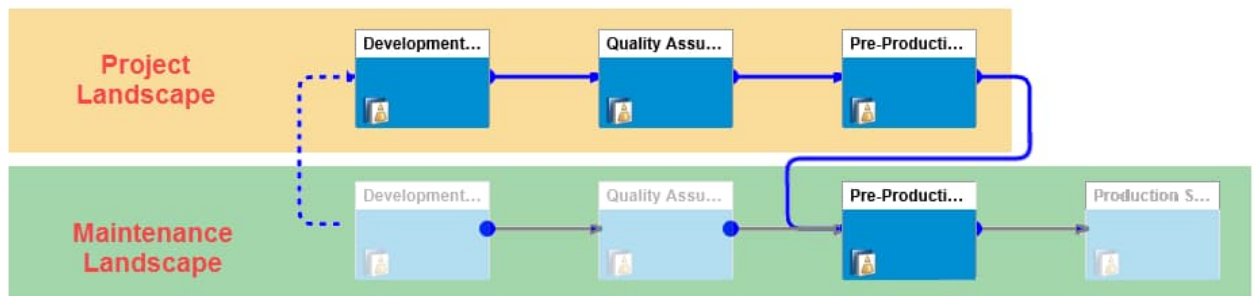 Development...
Quality Assu...
Pre-Producti...
Project
Landscape
Development...
Quality Assu...
Pre-Producti...
Production S...
Maintenance
Landscape